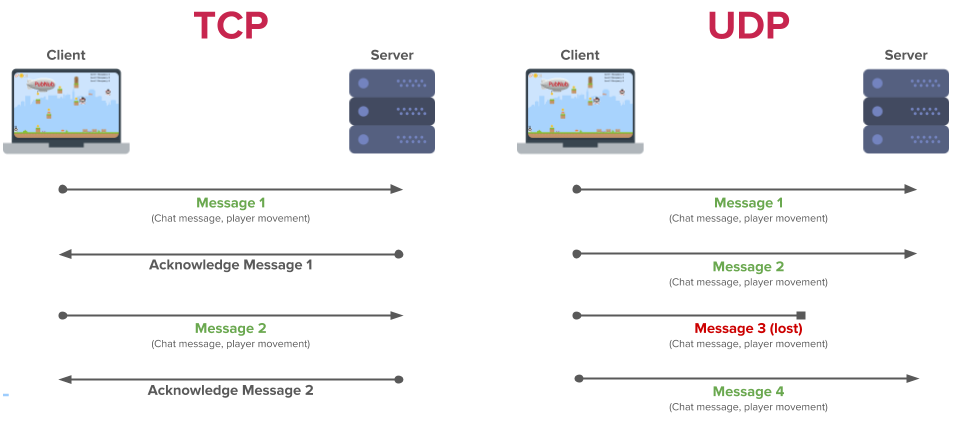 TCP
Client
Server
PubNub
Message 1
(Chat message, player movement)
Acknowledge Message 1
Message 2
(Chat message, player movement)
Acknowledge Message 2
UDP
Client
Server
PubNub
Message 1
(Chat message, player movement)
Message 2
(Chat message, player movement)
Message 3 (lost)
(Chat message, player movement)
Message 4
(Chat message, player movement)